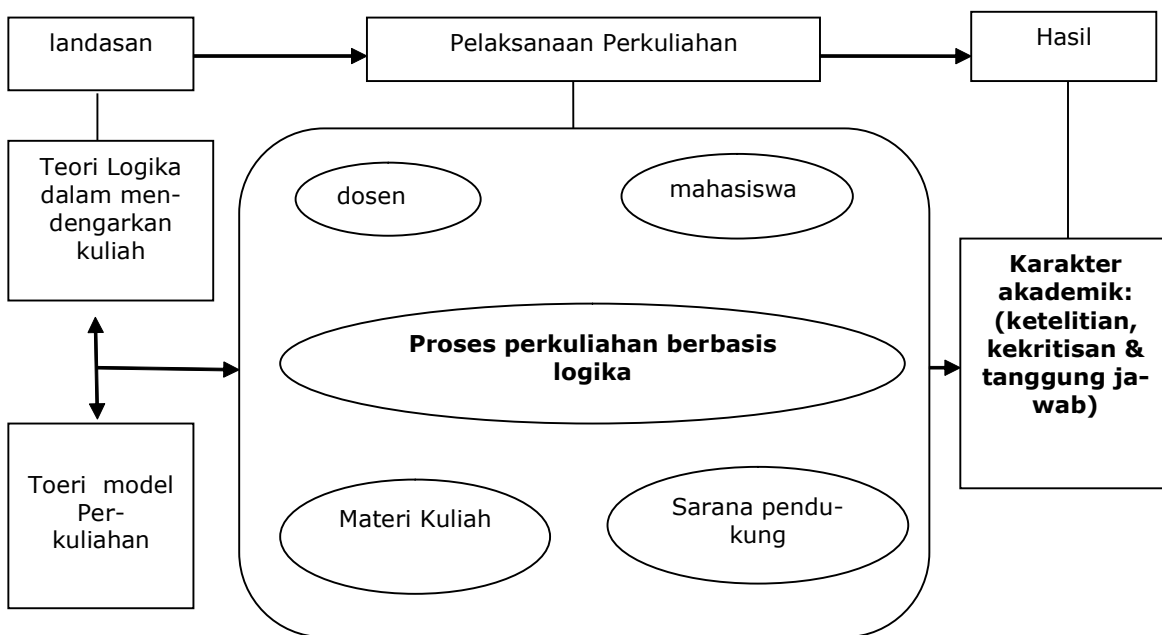 landasan
Pelaksanaan Perkuliahan
Hasil
Teori Logika
dalam men-
dengarkan
kuliah
dosen
mahasiswa
Proses perkuliahan berbasis
logika
Karakter
akademik:
(ketelitian,
kekritisan &
tanggung ja-
wab)
Toeri  model
Per-
kuliahan
Materi Kuliah
Sarana pendu-
kung